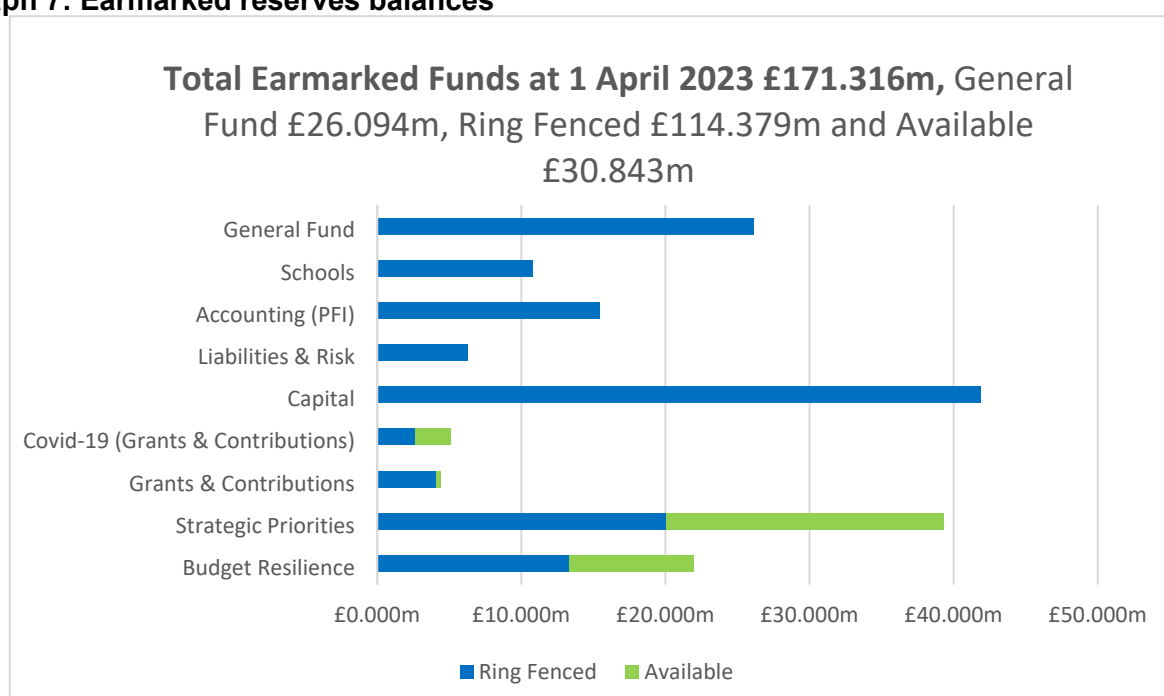 Graph 7: Earmarked reserves balances
Total Earmarked Funds at 1 April 2023 £171.316m, General
Fund £26.094m, Ring Fenced £114.379m and Available
£30.843m
General Fund
Schools
Accounting (PFI)
Liabilities & Risk
Capital
Covid-19 (Grants & Contributions)
Grants & Contributions
Strategic Priorities
Budget Resilience
£0.000m £10.000m £20.000m £30.000m £40.000m £50.000m
Ring Fenced Available